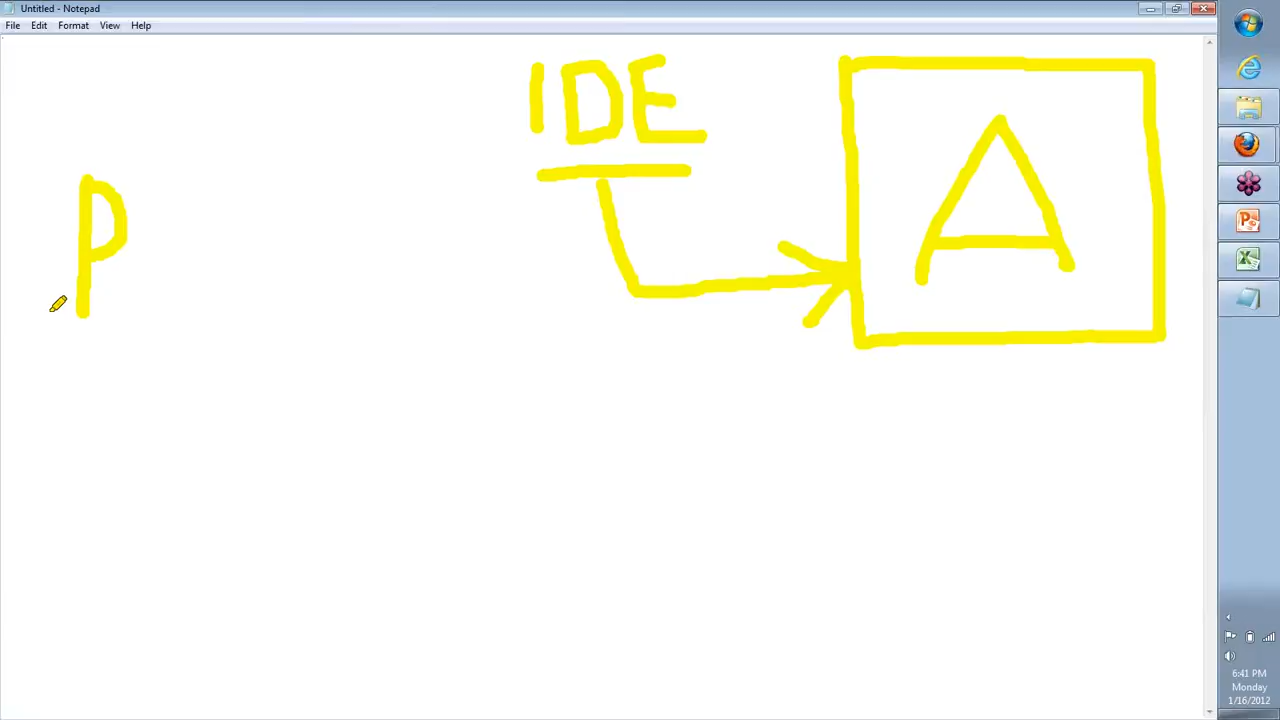 Untitled - Notepad
File Edit Format View Help
IDE
A
P
6:41 PM
Monday
1/16/2012